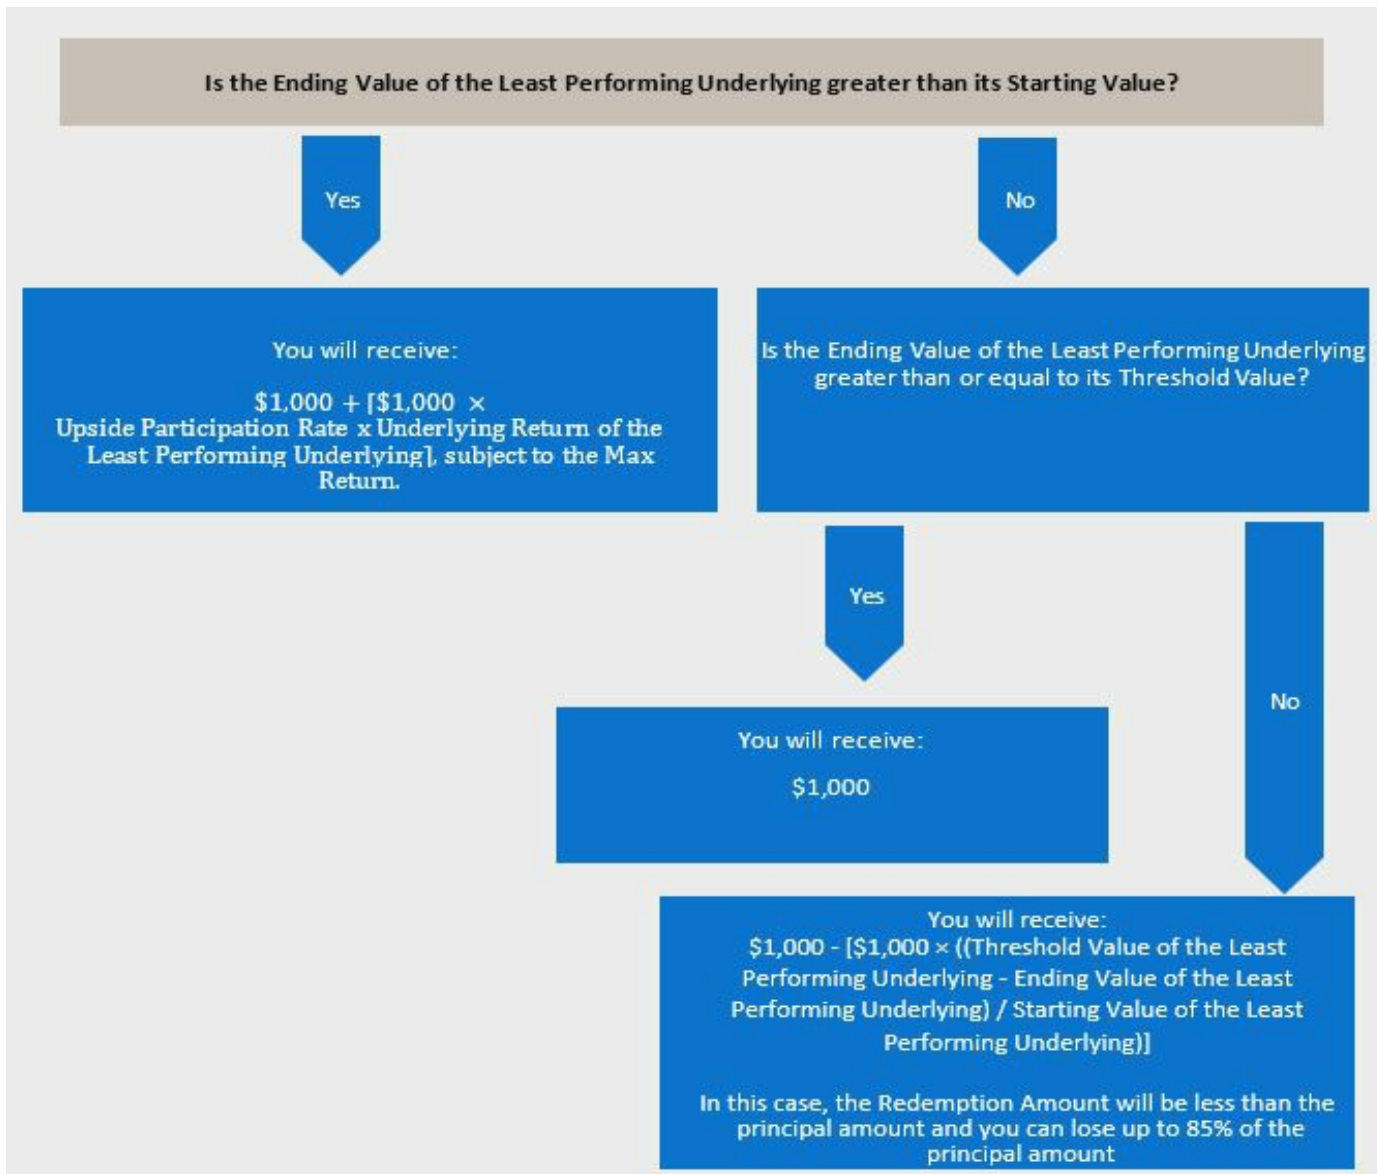 Is the Ending Value of the Least Performing Underlying greater than its Starting Value?
Yes
No
You will receive:
$1,000 + [$1,000 ×
Upside Participation Rate x Underlying Return of the
Least Performing Underlying], subject to the Max
Return.
Is the Ending Value of the Least Performing Underlying
greater than or equal to its Threshold Value?
Yes
No
You will receive:
$1,000
You will receive:
$1,000 - [$1,000 × ((Threshold Value of the Least
Performing Underlying - Ending Value of the Least
Performing Underlying) / Starting Value of the Least
Performing Underlying)]
In this case, the Redemption Amount will be less than the
principal amount and you can lose up to 85% of the
principal amount